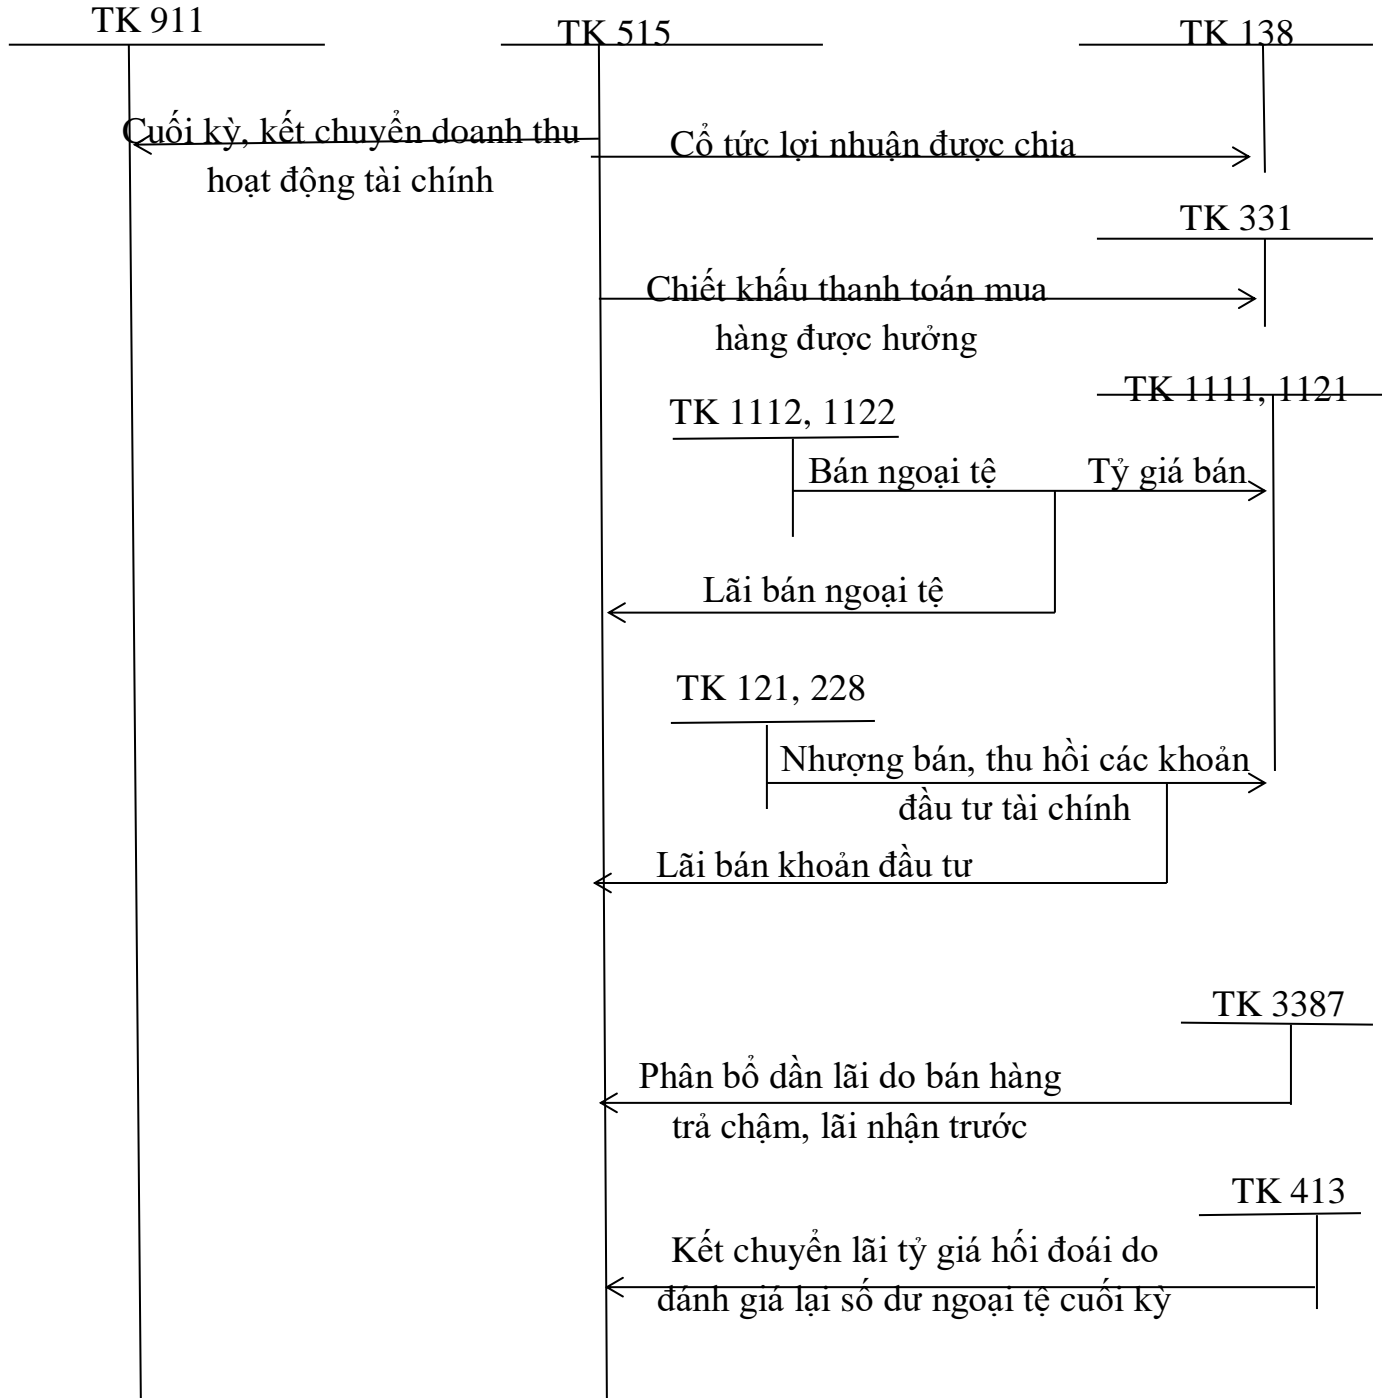 TK 911
TK 515
TK 138
Cuối kỳ, kết chuyển doanh thu
hoạt động tài chính
Cổ tức lợi nhuận được chia
TK 331
Chiết khấu thanh toán mua
hàng được hưởng
TK 1111, 1121
TK 1112, 1122
Bán ngoại tệ
Tỷ giá bán
Lãi bán ngoại tệ
TK 121, 228
Nhượng bán, thu hồi các khoản
đầu tư tài chính
Lãi bán khoản đầu tư
TK 3387
Phân bổ dần lãi do bán hàng
trả chậm, lãi nhận trước
TK 413
Kết chuyển lãi tỷ giá hối đoái do
đánh giá lại số dư ngoại tệ cuối kỳ